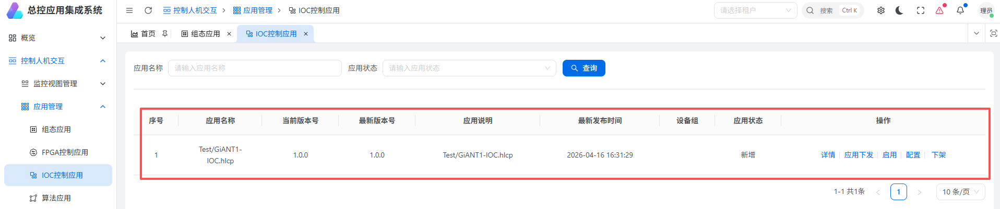 总控应用集成系统
控制人机交互 > 应用管理 > IOC控制应用
请选择租户
搜索 Ctrl K
理员
首页
组态应用 ×
IOC控制应用 ×
概览
控制人机交互
监控视图管理
应用管理
组态应用
FPGA控制应用
IOC控制应用
算法应用
应用名称 请输入应用名称 应用状态 请输入应用状态 查询
序号 应用名称 当前版本号 最新版本号 应用说明 最新发布时间 设备组 应用状态 操作
1 Test/GiANT1-IOC.hlcp 1.0.0 1.0.0 Test/GiANT1-IOC.hlcp 2026-04-16 16:31:29 新增 详情 应用下发 启用 配置 下架
1-1 共1条 < 1 > 10 条/页